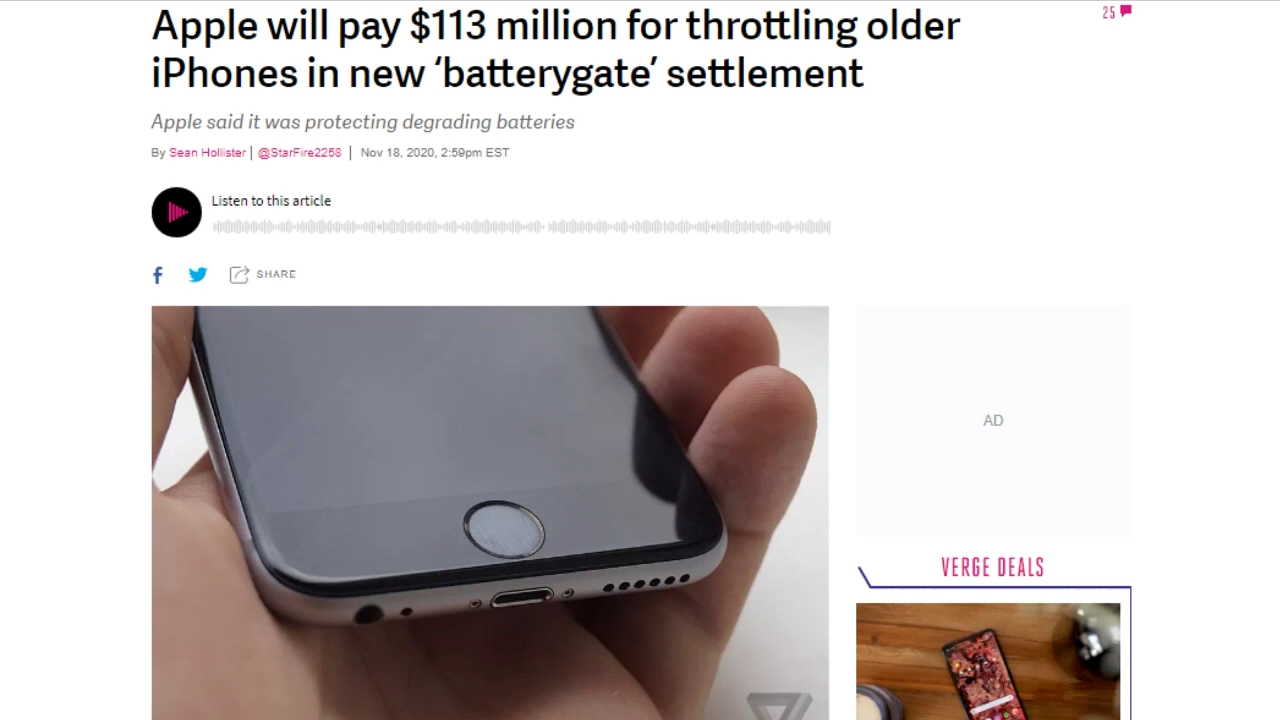 Apple will pay $113 million for throttling older
25
iPhones in new ‘batterygate’ settlement
Apple said it was protecting degrading batteries
By Sean Hollister | @StarFire2258 | Nov 18, 2020, 2:59pm EST
Listen to this article
SHARE
AD
VERGE DEALS